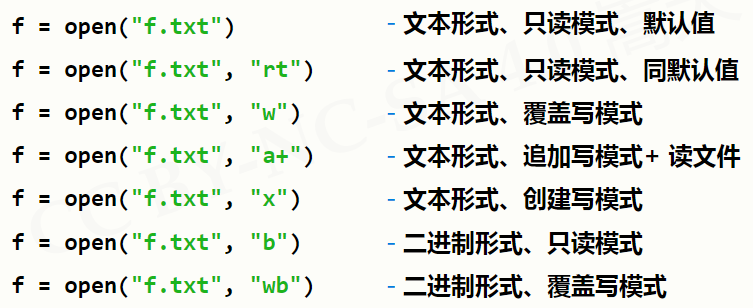 f = open("f.txt") - 文本形式、只读模式、默认值
f = open("f.txt", "rt") - 文本形式、只读模式、同默认值
f = open("f.txt", "w") - 文本形式、覆盖写模式
f = open("f.txt", "a+") - 文本形式、追加写模式+ 读文件
f = open("f.txt", "x") - 文本形式、创建写模式
f = open("f.txt", "b") - 二进制形式、只读模式
f = open("f.txt", "wb") - 二进制形式、覆盖写模式